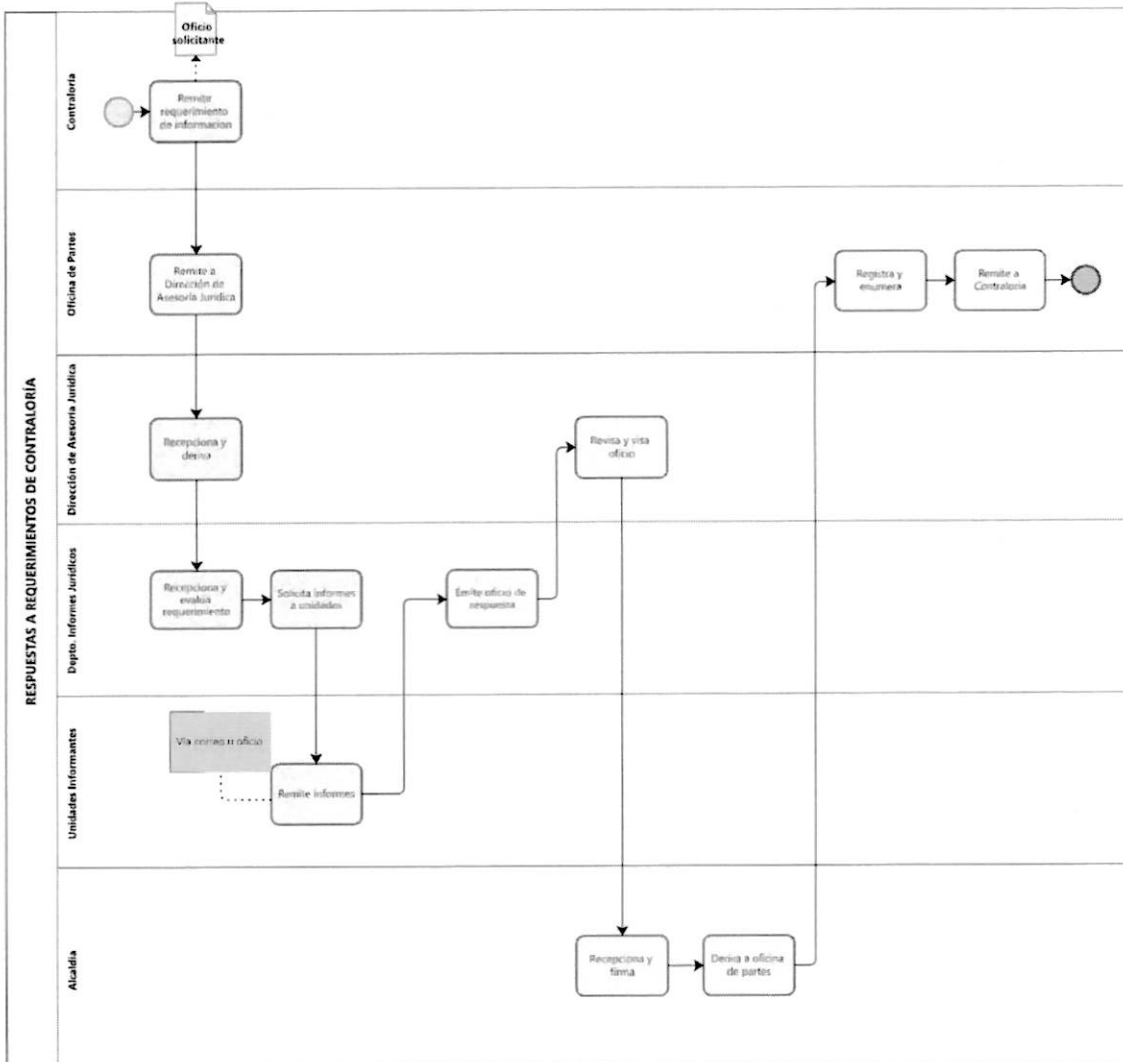 RESPUESTAS A REQUERIMIENTOS DE CONTRALORÍA
Contraloría
Oficio
solicitante
Remite
requerimiento
de informacion
Oficina de Partes
Remite a
Dirección de
Asesoría Jurídica
Registra y
enumera
Remite a
Contraloria
Dirección de Asesoría Jurídica
Recepciona y
deriva
Revisa y visa
oficio
Depto. Informes Jurídicos
Recepciona y
evalúa
requerimiento
Solicita informes
a unidades
Emite oficio de
respuesta
Unidades Informantes
Vía correo u oficio
Remite informes
Alcaldía
Recepciona y
firma
Deriva a oficina
de partes